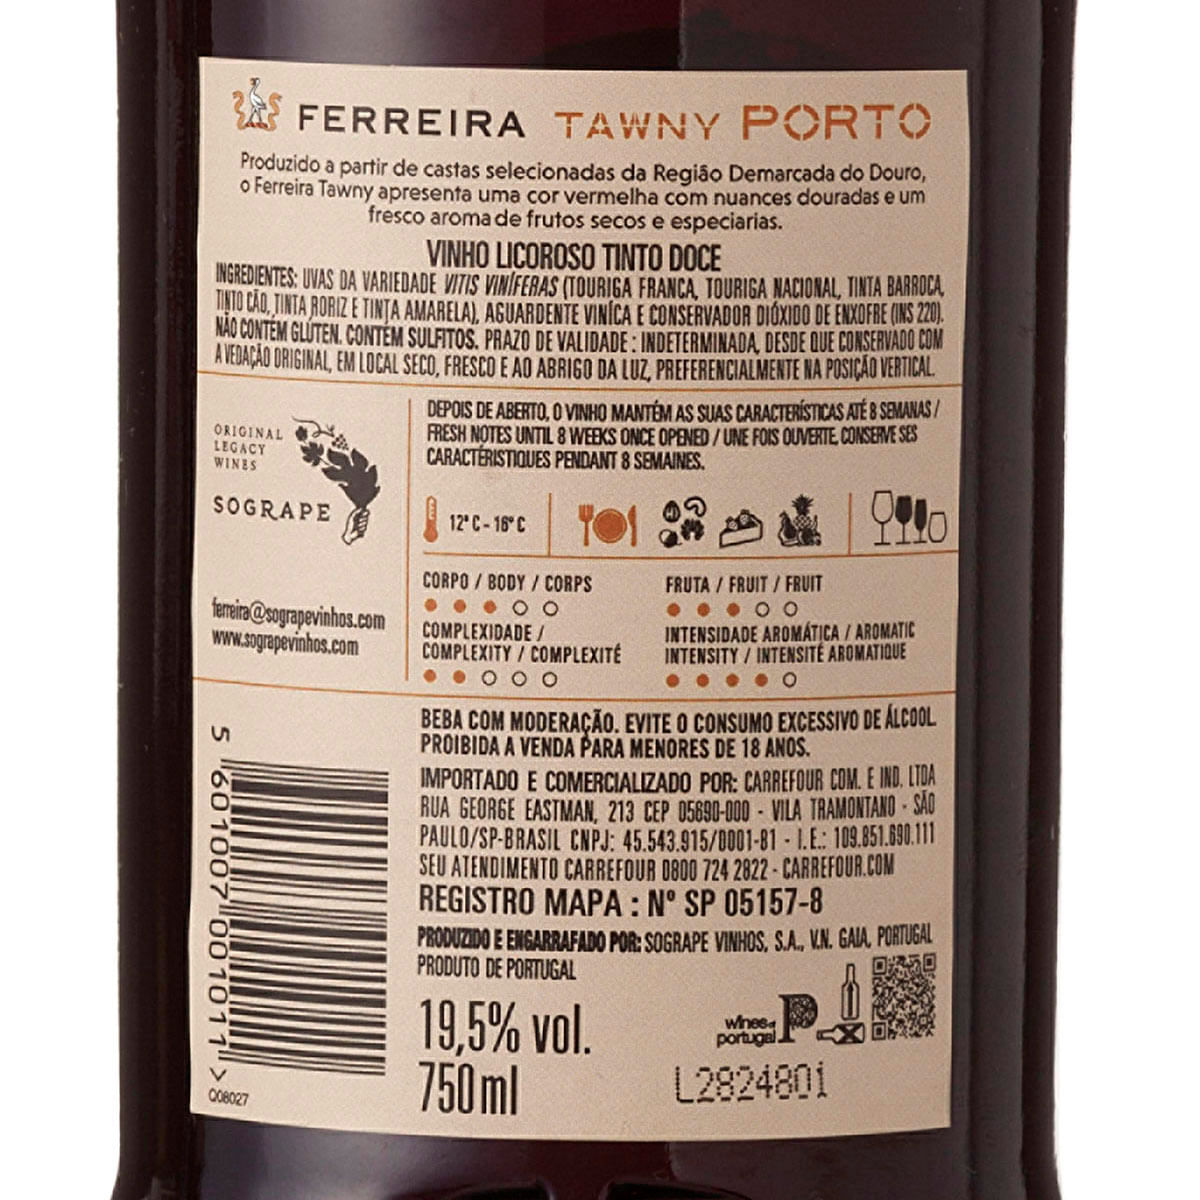 FERREIRA TAWNY PORTO
Produzido a partir de castas selecionadas da Região Demarcada do Douro,
o Ferreira Tawny apresenta uma cor vermelha com nuances douradas e um
fresco aroma de frutos secos e especiarias.
VINHO LICOROSO TINTO DOCE
INGREDIENTES: UVAS DA VARIEDADE VITIS VINÍFERAS (TOURIGA FRANCA, TOURIGA NACIONAL, TINTA BARROCA,
TINTO CÃO, TINTA RORIZ E TINTA AMARELA), AGUARDENTE VINÍCA E CONSERVADOR DIÓXIDO DE ENXOFRE (INS 220).
NÃO CONTÉM GLÚTEN. CONTÉM SULFITOS. PRAZO DE VALIDADE : INDETERMINADA, DESDE QUE CONSERVADO COM
A VEDAÇÃO ORIGINAL, EM LOCAL SECO, FRESCO E AO ABRIGO DA LUZ, PREFERENCIALMENTE NA POSIÇÃO VERTICAL.
ORIGINAL
LEGACY
WINES
SOGRAPE
ferreira@sograpevinhos.com
www.sograpevinhos.com
DEPOIS DE ABERTO, O VINHO MANTÉM AS SUAS CARACTERÍSTICAS ATÉ 8 SEMANAS /
FRESH NOTES UNTIL 8 WEEKS ONCE OPENED / UNE FOIS OUVERTE, CONSERVE SES
CARACTÉRISTIQUES PENDANT 8 SEMAINES.
12° C - 16° C
CORPO / BODY / CORPS
FRUTA / FRUIT / FRUIT
COMPLEXIDADE /
COMPLEXITY / COMPLEXITÉ
INTENSIDADE AROMÁTICA / AROMATIC
INTENSITY / INTENSITÉ AROMATIQUE
BEBA COM MODERAÇÃO. EVITE O CONSUMO EXCESSIVO DE ÁLCOOL.
PROIBIDA A VENDA PARA MENORES DE 18 ANOS.
IMPORTADO E COMERCIALIZADO POR: CARREFOUR COM. E IND. LTDA
RUA GEORGE EASTMAN, 213 CEP 05690-000 - VILA TRAMONTANO - SÃO
PAULO/SP-BRASIL CNPJ: 45.543.915/0001-81 - I.E.: 109.851.690.111
SEU ATENDIMENTO CARREFOUR 0800 724 2822 - CARREFOUR.COM
REGISTRO MAPA : Nº SP 05157-8
PRODUZIDO E ENGARRAFADO POR: SOGRAPE VINHOS, S.A., V.N. GAIA, PORTUGAL
PRODUTO DE PORTUGAL
19,5% vol.
750 ml
wines of
portugal
P
L2824801
5 601007 001011 >
Q08027